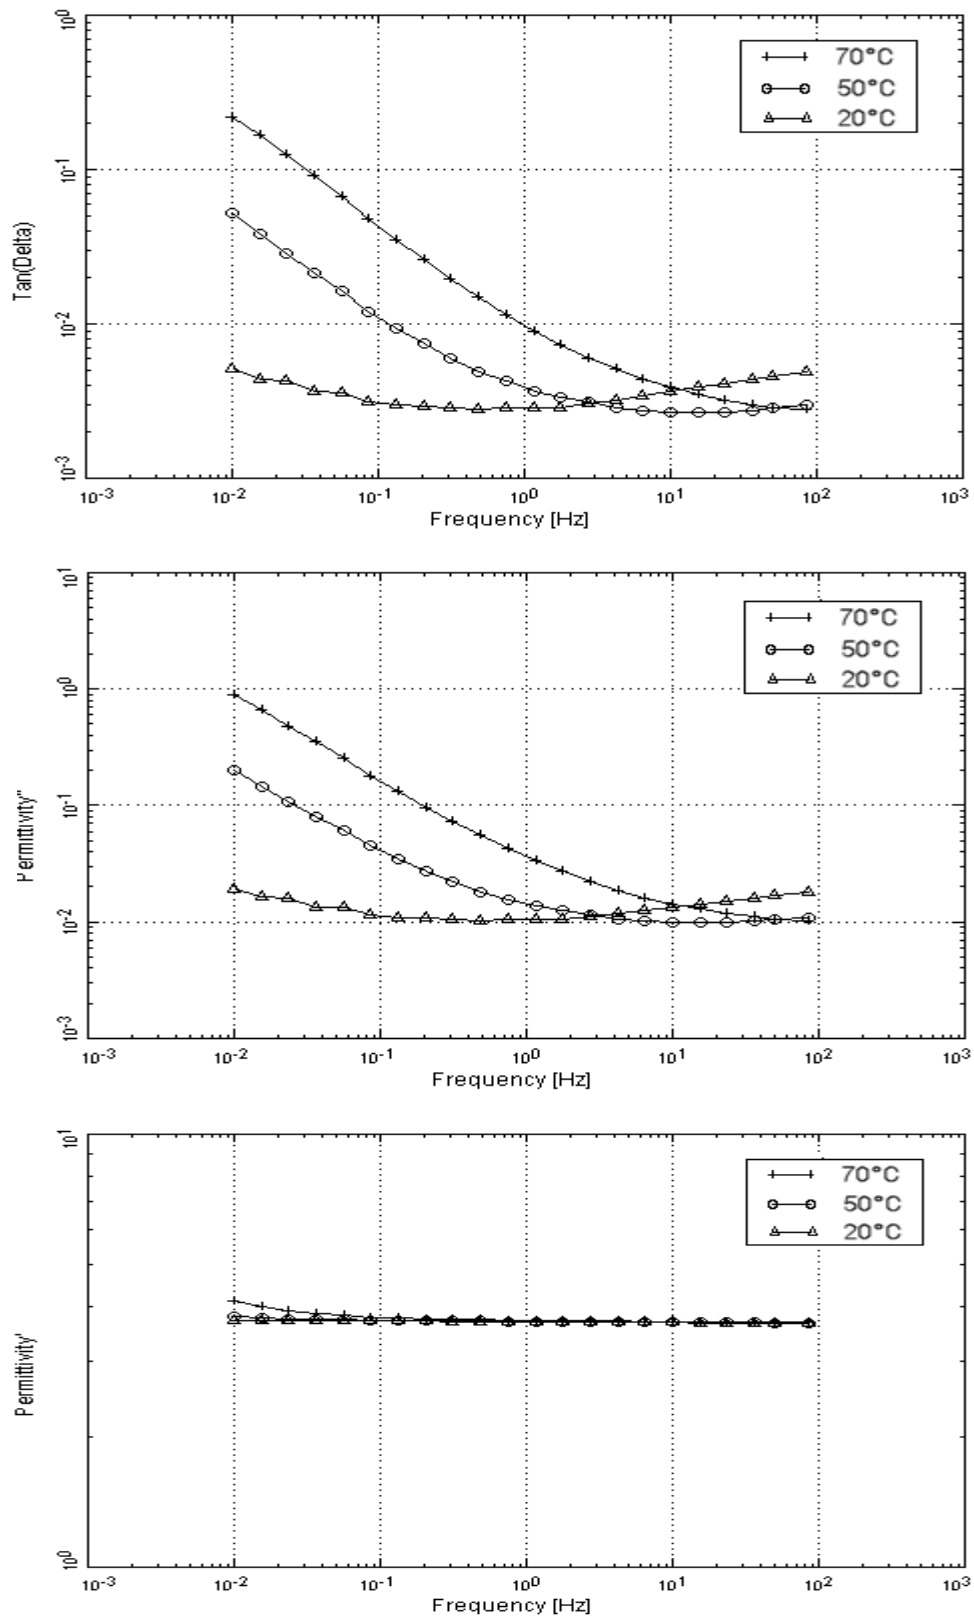 10⁰
70°C
50°C
20°C
10⁻¹
Tan(Delta)
10⁻²
10⁻³
10⁻³ 10⁻² 10⁻¹ 10⁰ 10¹ 10² 10³
Frequency [Hz]
10¹
70°C
50°C
20°C
10⁰
10⁻¹
Permittivity"
10⁻²
10⁻³
10⁻³ 10⁻² 10⁻¹ 10⁰ 10¹ 10² 10³
Frequency [Hz]
10¹
70°C
50°C
20°C
Permittivity'
10⁰
10⁻³ 10⁻² 10⁻¹ 10⁰ 10¹ 10² 10³
Frequency [Hz]